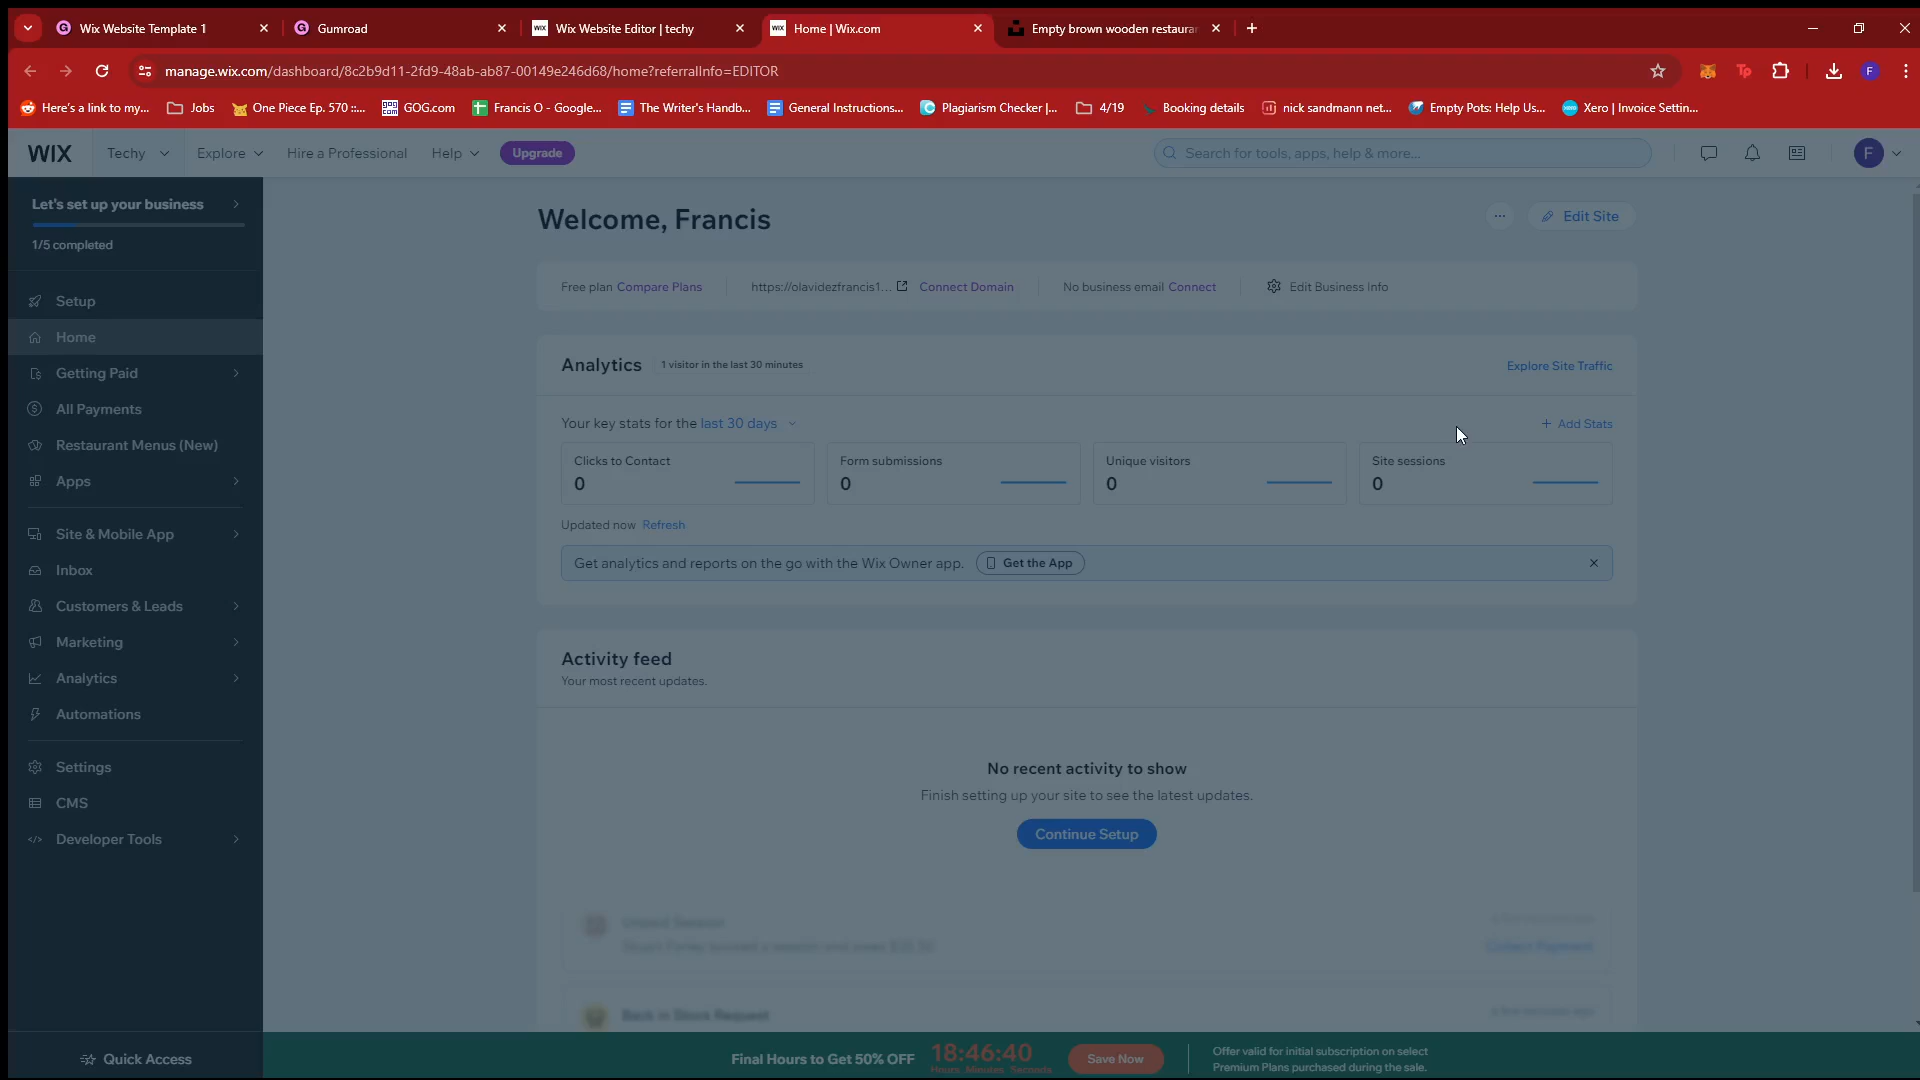 Wix Website Template 1
Gumroad
Wix Website Editor | techy
Home | Wix.com
Empty brown wooden restaurar
manage.wix.com/dashboard/8c2b9d11-2fd9-48ab-ab87-00149e246d68/home?referralInfo=EDITOR
Here's a link to my...
Jobs
One Piece Ep. 570 ::...
GOG.com
Francis O - Google...
The Writer's Handb...
General Instructions...
Plagiarism Checker |...
4/19
Booking details
nick sandmann net...
Empty Pots: Help Us...
Xero | Invoice Settin...
WIX
Techy
Explore
Hire a Professional
Help
Upgrade
Search for tools, apps, help & more...
F
Let's set up your business
1/5 completed
Setup
Home
Getting Paid
All Payments
Restaurant Menus (New)
Apps
Site & Mobile App
Inbox
Customers & Leads
Marketing
Analytics
Automations
Settings
CMS
Developer Tools
Quick Access
Welcome, Francis
Edit Site
Free plan Compare Plans
https://olavidezfrancis1... Connect Domain
No business email Connect
Edit Business Info
Analytics
1 visitor in the last 30 minutes
Explore Site Traffic
Your key stats for the last 30 days
+ Add Stats
Clicks to Contact
0
Form submissions
0
Unique visitors
0
Site sessions
0
Updated now Refresh
Get analytics and reports on the go with the Wix Owner app.
Get the App
Activity feed
Your most recent updates.
No recent activity to show
Finish setting up your site to see the latest updates.
Continue Setup
Back in Stock Request
Final Hours to Get 50% OFF
18:46:40
Hours Minutes Seconds
Save Now
Offer valid for initial subscription on select
Premium Plans purchased during the sale.